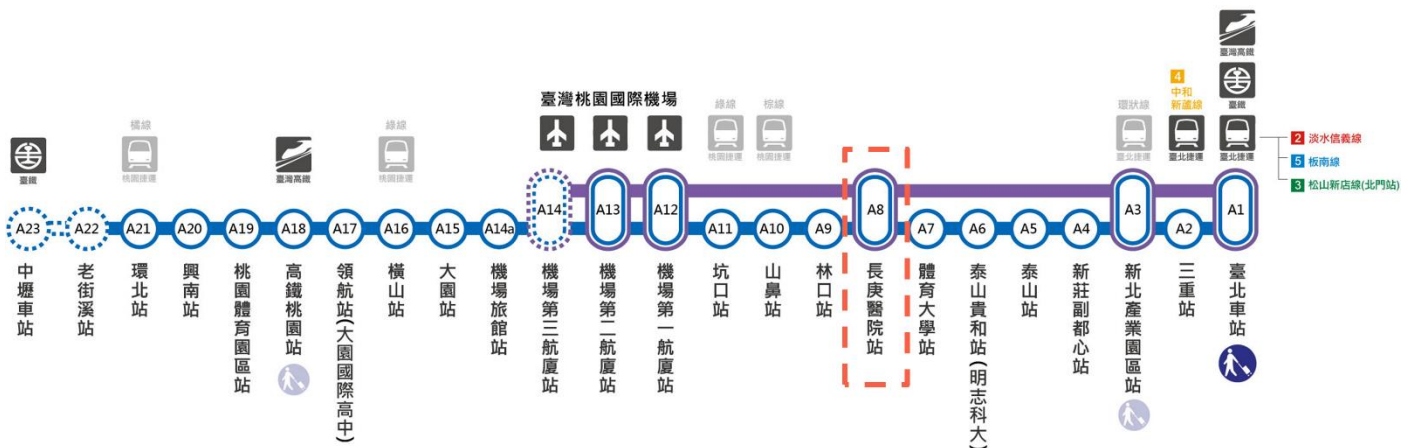 臺灣高鐵
臺鐵
臺北捷運
2 淡水信義線
5 板南線
3 松山新店線(北門站)
4
中和
新蘆線
臺北捷運
環狀線
臺北捷運
棕線
桃園捷運
綠線
桃園捷運
臺灣桃園國際機場
綠線
桃園捷運
臺灣高鐵
橘線
桃園捷運
臺鐵
A23
A22
A21
A20
A19
A18
A17
A16
A15
A14a
A14
A13
A12
A11
A10
A9
A8
A7
A6
A5
A4
A3
A2
A1
中壢車站
老街溪站
環北站
興南站
桃園體育園區站
高鐵桃園站
領航站(大園國際高中)
橫山站
大園站
機場旅館站
機場第三航廈站
機場第二航廈站
機場第一航廈站
坑口站
山鼻站
林口站
長庚醫院站
體育大學站
泰山貴和站(明志科大)
泰山站
新莊副都心站
新北產業園區站
三重站
臺北車站